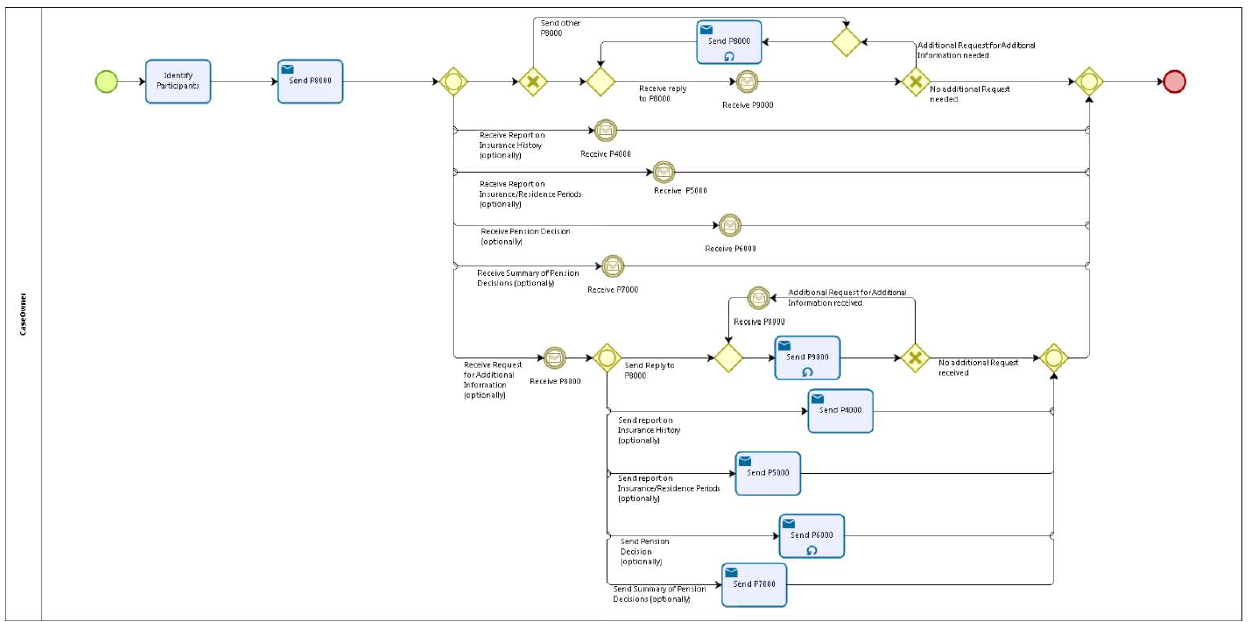 CaseOwner
Identify
Participants
Send P8000
Send other
P8000
Send P8000
Additional Request for Additional
Information needed
Receive reply
to P8000
Receive P9000
No additional Request
needed
Receive Report on
Insurance History
(optionally)
Receive P4000
Receive Report on
Insurance/Residence Periods
(optionally)
Receive P5000
Receive Pension Decision
(optionally)
Receive P6000
Receive Summary of Pension
Decisions (optionally)
Receive P7000
Additional Request for Additional
Information received
Receive P8000
Receive Request
for Additional
Information
(optionally)
Receive P8000
Send Reply to
P8000
Send P9000
No additional Request
received
Send report on
Insurance History
(optionally)
Send P4000
Send report on
Insurance/Residence Periods
(optionally)
Send P5000
Send Pension
Decision
(optionally)
Send P6000
Send Summary of Pension
Decisions (optionally)
Send P7000